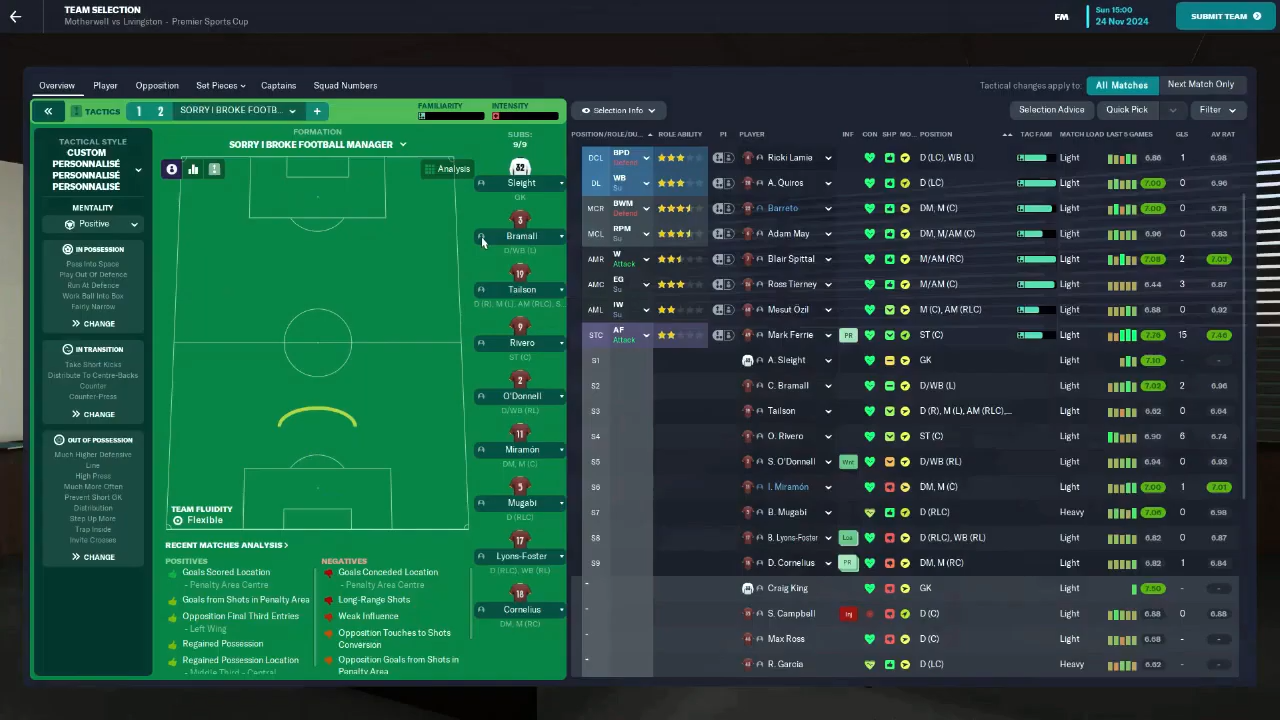 TEAM SELECTION
Motherwell vs Livingston - Premier Sports Cup
FM
Sun 15:00
24 Nov 2024
SUBMIT TEAM
Overview
Player
Opposition
Set Pieces
Captains
Squad Numbers
Tactical changes apply to:
All Matches
Next Match Only
TACTICS
1
2
SORRY I BROKE FOOTB...
FAMILIARITY
INTENSITY
TACTICAL STYLE
CUSTOM
PERSONNALISÉ
PERSONNALISÉ
PERSONNALISÉ
MENTALITY
Positive
IN POSSESSION
Pass Into Space
Play Out Of Defence
Run At Defence
Work Ball Into Box
Fairly Narrow
CHANGE
IN TRANSITION
Take Short Kicks
Distribute To Centre-Backs
Counter
Counter-Press
CHANGE
OUT OF POSSESSION
Much Higher Defensive
Line
High Press
Much More Often
Prevent Short GK
Distribution
Step Up More
Trap Inside
Invite Crosses
CHANGE
FORMATION
SORRY I BROKE FOOTBALL MANAGER
Analysis
TEAM FLUIDITY
Flexible
RECENT MATCHES ANALYSIS
POSITIVES
Goals Scored Location
- Penalty Area Centre
Goals from Shots in Penalty Area
Opposition Final Third Entries
- Left Wing
Regained Possession
Regained Possession Location
- Middle Third - Central
NEGATIVES
Goals Conceded Location
- Penalty Area Centre
Long-Range Shots
Weak Influence
Opposition Touches to Shots
Conversion
Opposition Goals from Shots in
Penalty Area
SUBS:
9/9
32
Sleight
GK
3
Bramall
D/WB (L)
19
Tailson
D (R), M (L), AM (RLC), S...
9
Rivero
ST (C)
2
O'Donnell
D/WB (RL)
11
Miramón
DM, M (C)
5
Mugabi
D (RLC)
17
Lyons-Foster
D (RLC), WB (RL)
18
Cornelius
DM, M (RC)
Selection Info
Selection Advice
Quick Pick
Filter
POSITION/ROLE/DU... ROLE ABILITY PI PLAYER INF CON SHP MO... POSITION TAC FAMI MATCH LOAD LAST 5 GAMES GLS AV RAT
DCL BPD Defend Ricki Lamie D (LC), WB (L) Light 6.86 1 6.98
DL WB Su A. Quiros D (LC) Light 7.00 0 6.96
MCR BWM Defend Barreto DM, M (C) Light 7.00 0 6.78
MCL RPM Su Adam May DM, M/AM (C) Light 6.96 0 6.83
AMR W Attack Blair Spittal M/AM (RC) Light 7.08 2 7.03
AMC EG Su Ross Tierney M/AM (C) Light 6.44 3 6.87
AML IW Su Masut Ozil M (C), AM (RLC) Light 6.88 0 6.92
STC AF Attack Mark Ferrie PR ST (C) Light 7.76 15 7.46
S1 A. Sleight GK Light 7.10 - -
S2 C. Bramall D/WB (L) Light 7.02 2 6.96
S3 Tailson D (R), M (L), AM (RLC),... Light 6.62 0 6.64
S4 O. Rivero ST (C) Light 6.90 6 6.74
S5 S. O'Donnell Wnt D/WB (RL) Light 6.94 0 6.93
S6 I. Miramón DM, M (C) Light 7.00 1 7.01
S7 B. Mugabi D (RLC) Heavy 7.06 0 6.98
S8 B. Lyons-Foster Loa D (RLC), WB (RL) Light 6.62 0 6.87
S9 D. Cornelius PR DM, M (RC) Light 6.82 1 6.84
- Craig King GK Light 7.50 - -
- S. Campbell Inj D (C) Light 6.88 0 6.88
- Max Ross D (C) Light 6.68 - -
- R. Garcia D (LC) Heavy 6.62 - -